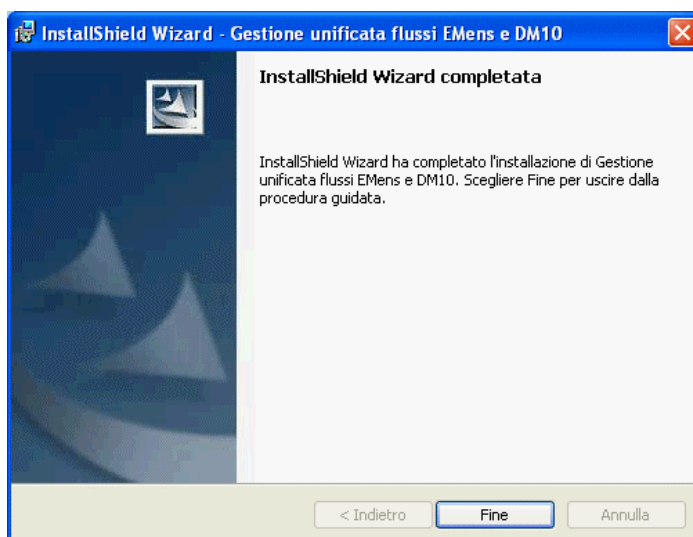 InstallShield Wizard - Gestione unificata flussi EMens e DM10
InstallShield Wizard completata
InstallShield Wizard ha completato l'installazione di Gestione
unificata flussi EMens e DM10. Scegliere Fine per uscire dalla
procedura guidata.
< Indietro
Fine
Annulla